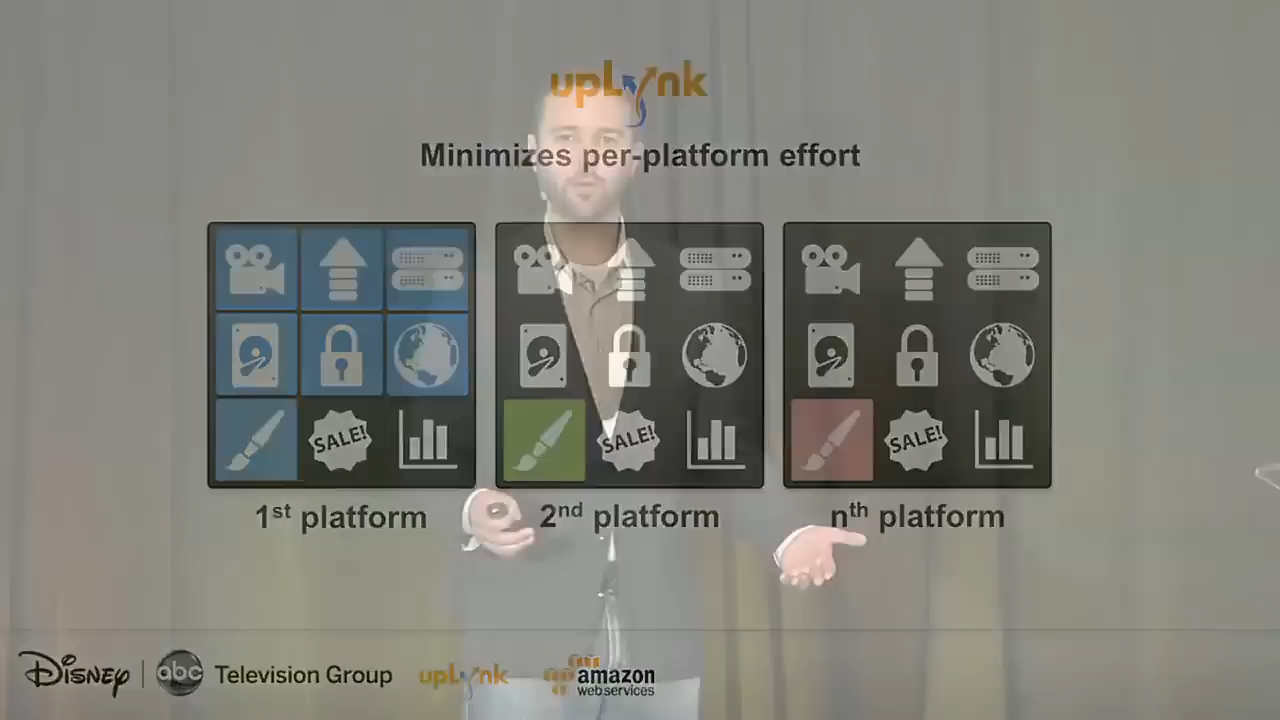 upLynk
Minimizes per-platform effort
SALE!
SALE!
SALE!
1st platform
2nd platform
nth platform
Disney
abc Television Group
upLynk
amazon
webservices